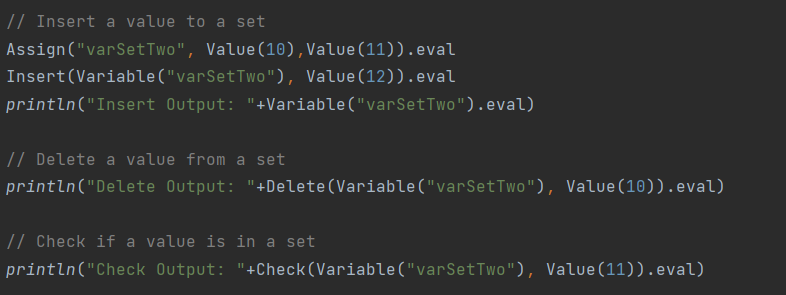 // Insert a value to a set
Assign("varSetTwo", Value(10),Value(11)).eval
Insert(Variable("varSetTwo"), Value(12)).eval
println("Insert Output: "+Variable("varSetTwo").eval)
// Delete a value from a set
println("Delete Output: "+Delete(Variable("varSetTwo"), Value(10)).eval)
// Check if a value is in a set
println("Check Output: "+Check(Variable("varSetTwo"), Value(11)).eval)